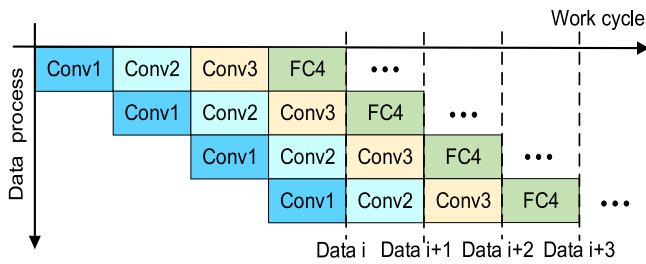 Work cycle
Conv1 Conv2 Conv3 FC4 •••
Conv1 Conv2 Conv3 FC4 •••
Conv1 Conv2 Conv3 FC4 •••
Conv1 Conv2 Conv3 FC4 •••
Data process
Data i Data i+1 Data i+2 Data i+3